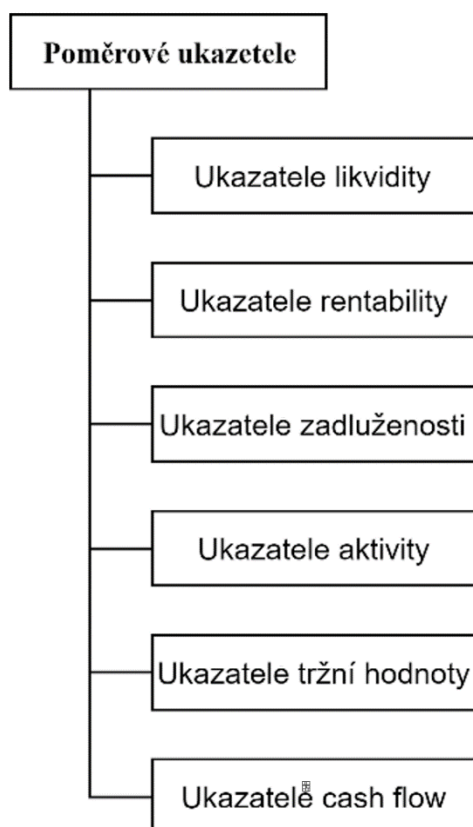 Poměrové ukazetele
Ukazatele likvidity
Ukazatele rentability
Ukazatele zadluženosti
Ukazatele aktivity
Ukazatele tržní hodnoty
Ukazatele cash flow